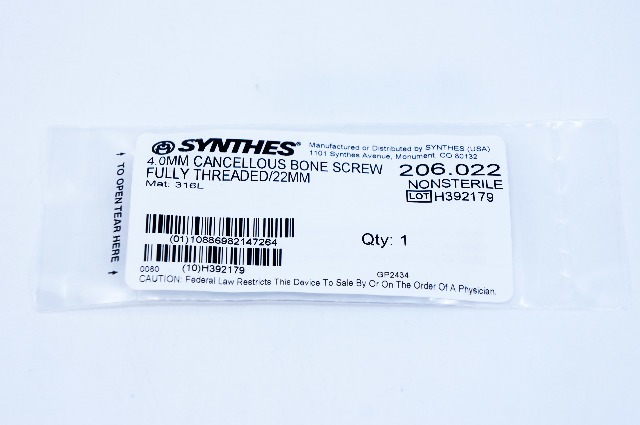 SYNTHES®
Manufactured or Distributed by SYNTHES (USA)
1101 Synthes Avenue, Monument, CO 80132
4.0MM CANCELLOUS BONE SCREW
FULLY THREADED/22MM
Mat: 316L
206.022
NONSTERILE
LOT H392179
(01)10886982147264
Qty: 1
(10)H392179
0060
GP2434
CAUTION: Federal Law Restricts This Device To Sale By Or On The Order Of A Physician.
TO OPEN TEAR HERE